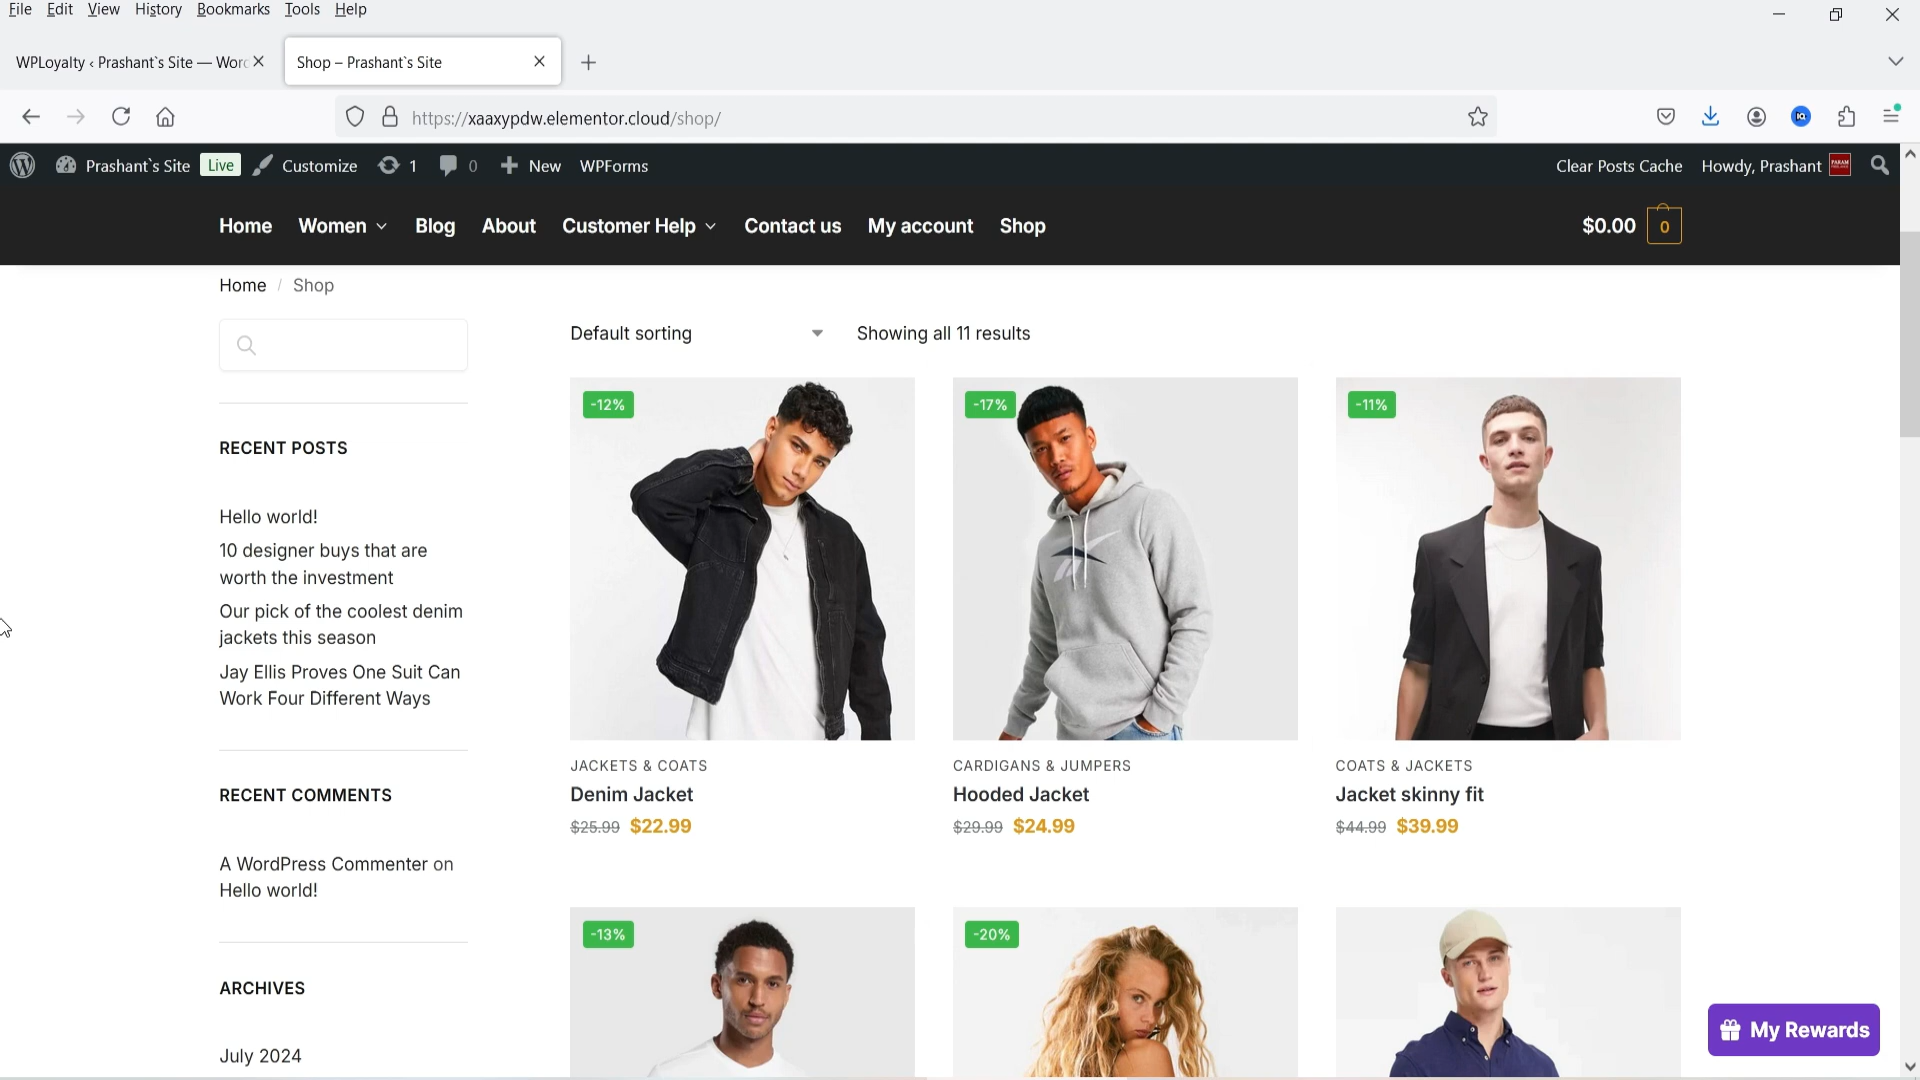 File Edit View History Bookmarks Tools Help
WPLoyalty ‹ Prashant`s Site — Word
Shop – Prashant`s Site
https://xaaxypdw.elementor.cloud/shop/
Prashant`s Site Live Customize 1 0 New WPForms Clear Posts Cache Howdy, Prashant
Home Women Blog About Customer Help Contact us My account Shop $0.00 0
Home / Shop
Default sorting Showing all 11 results
RECENT POSTS
Hello world!
10 designer buys that are
worth the investment
Our pick of the coolest denim
jackets this season
Jay Ellis Proves One Suit Can
Work Four Different Ways
RECENT COMMENTS
A WordPress Commenter on
Hello world!
ARCHIVES
July 2024
-12%
JACKETS & COATS
Denim Jacket
$25.99 $22.99
-17%
CARDIGANS & JUMPERS
Hooded Jacket
$29.99 $24.99
-11%
COATS & JACKETS
Jacket skinny fit
$44.99 $39.99
-13%
-20%
My Rewards